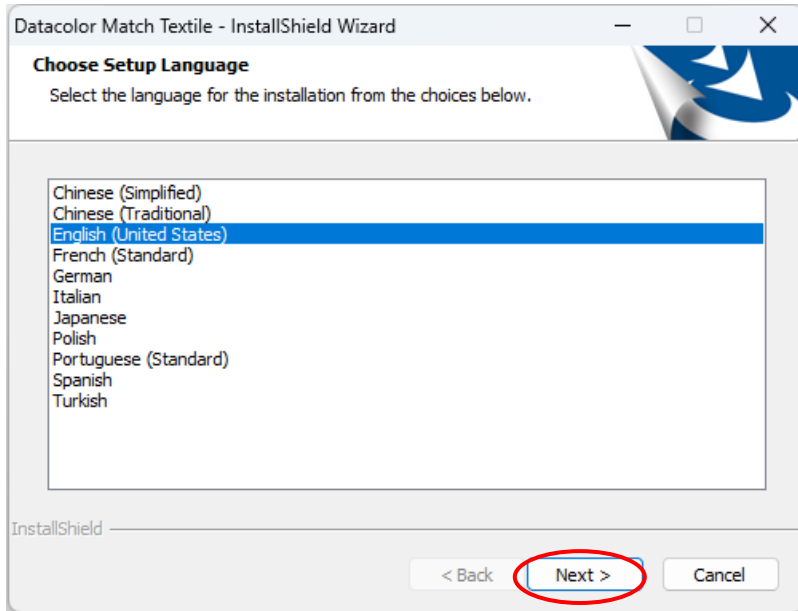 Datacolor Match Textile - InstallShield Wizard
Choose Setup Language
Select the language for the installation from the choices below.
Chinese (Simplified)
Chinese (Traditional)
English (United States)
French (Standard)
German
Italian
Japanese
Polish
Portuguese (Standard)
Spanish
Turkish
InstallShield
< Back Next > Cancel